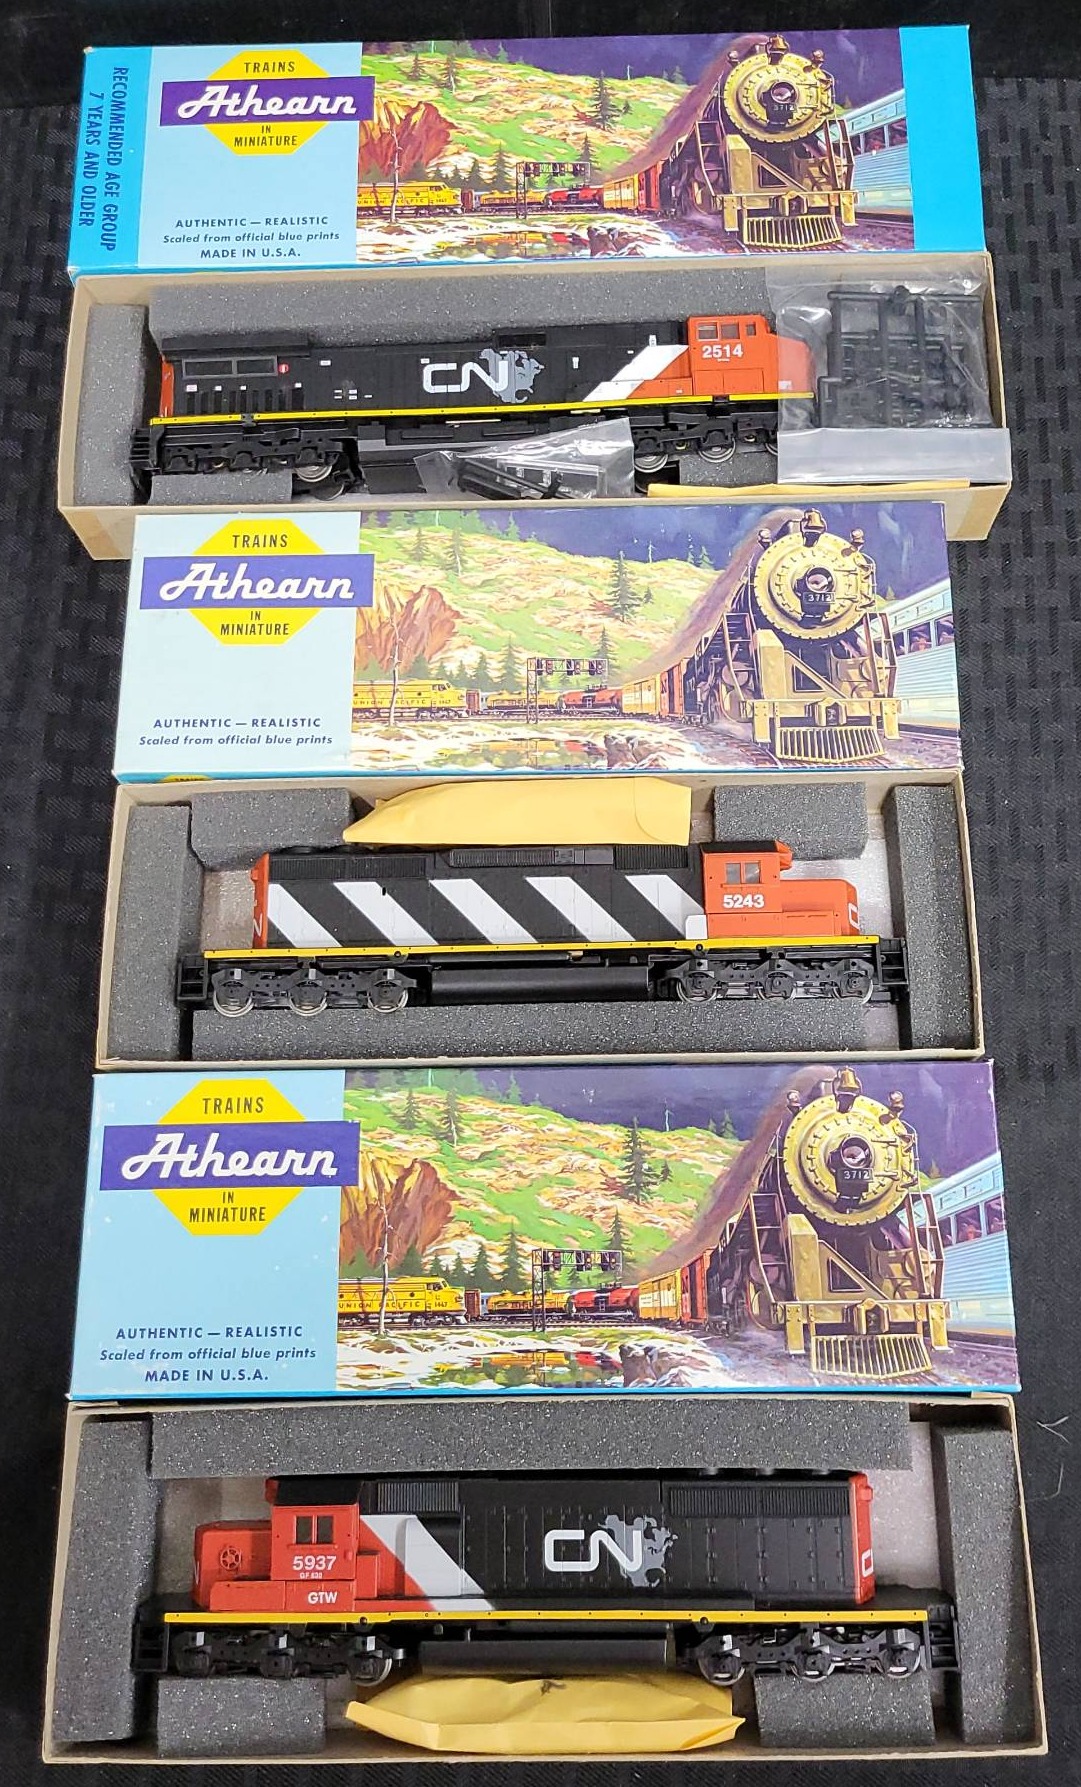 RECOMMENDED AGE GROUP
7 YEARS AND OLDER
TRAINS
Athearn
IN
MINIATURE
AUTHENTIC — REALISTIC
Scaled from official blue prints
MADE IN U.S.A.
UNION PACIFIC
3712
CN
2514
TRAINS
Athearn
IN
MINIATURE
AUTHENTIC — REALISTIC
Scaled from official blue prints
UNION PACIFIC
3712
5243
TRAINS
Athearn
IN
MINIATURE
AUTHENTIC — REALISTIC
Scaled from official blue prints
MADE IN U.S.A.
UNION PACIFIC 1467
3712
5937
GF 630
GTW
CN